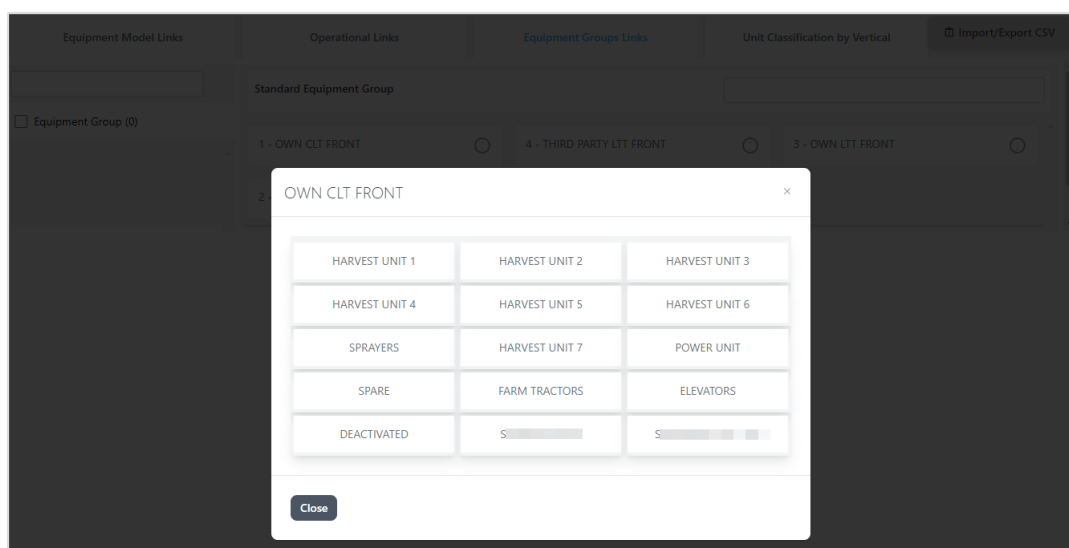 Equipment Model Links Operational Links Equipment Groups Links Unit Classification by Vertical Import/Export CSV
Standard Equipment Group
Equipment Group (0)
1 - OWN CLT FRONT 4 - THIRD PARTY LTT FRONT 3 - OWN LTT FRONT
2 -
OWN CLT FRONT ×
HARVEST UNIT 1 HARVEST UNIT 2 HARVEST UNIT 3
HARVEST UNIT 4 HARVEST UNIT 5 HARVEST UNIT 6
SPRAYERS HARVEST UNIT 7 POWER UNIT
SPARE FARM TRACTORS ELEVATORS
DEACTIVATED S S
Close